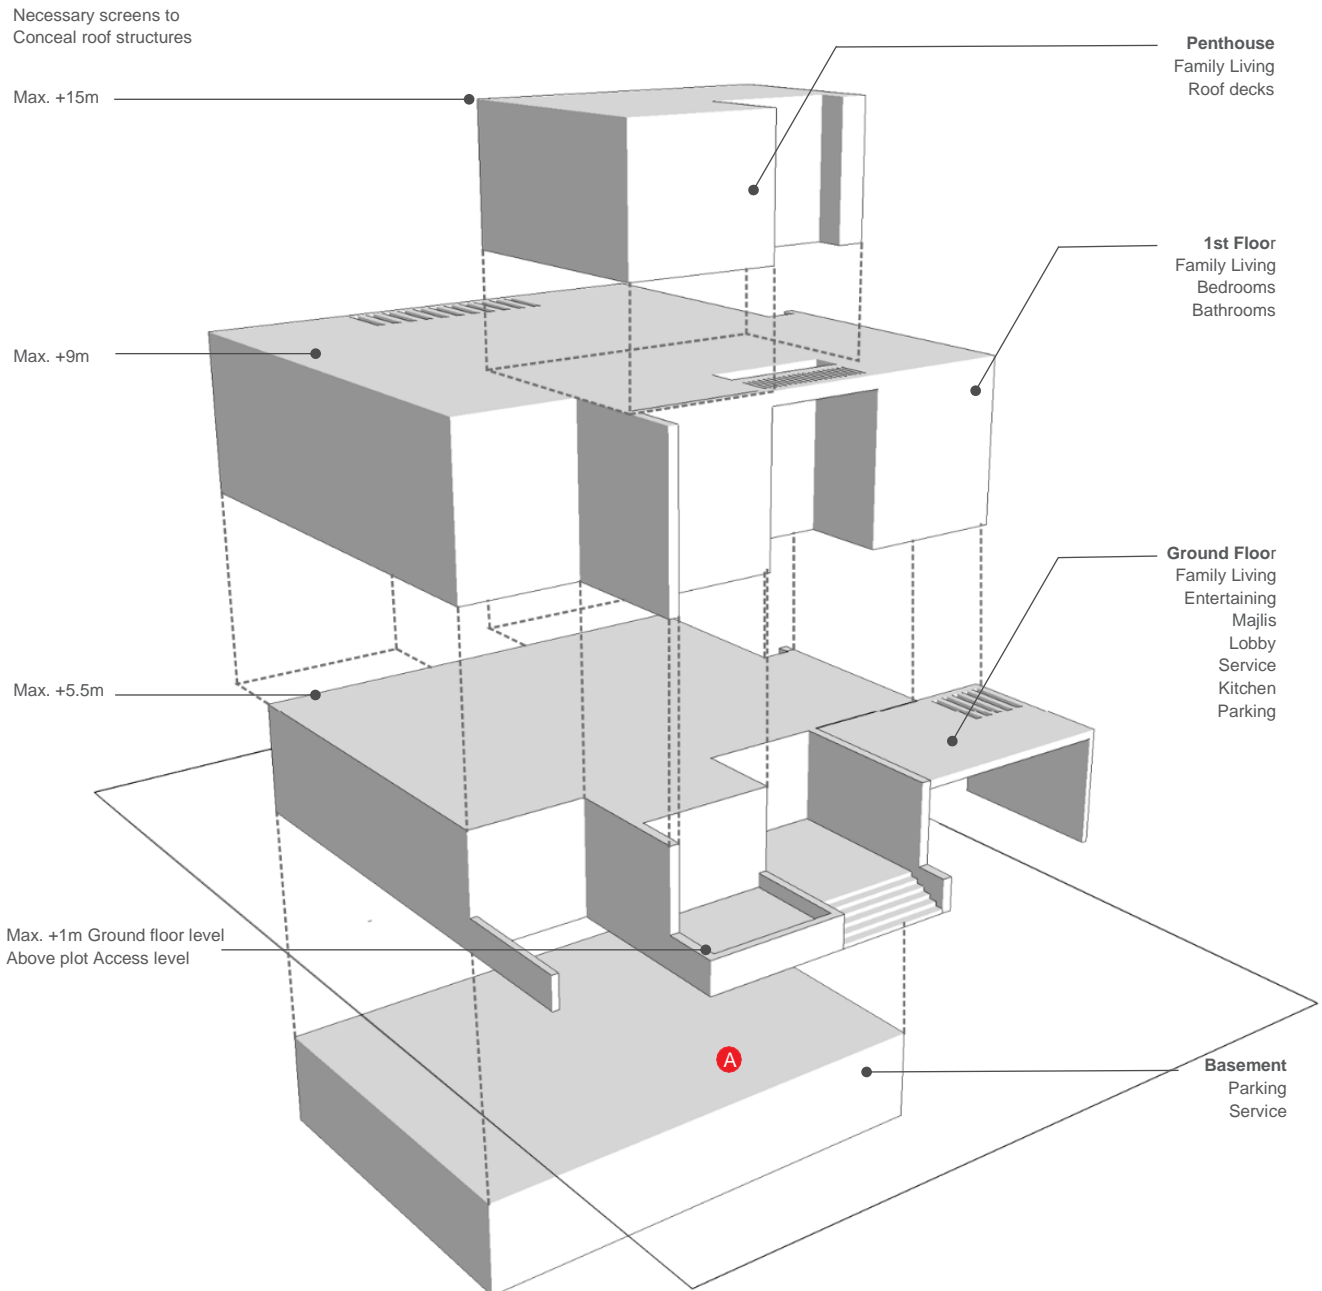 Necessary screens to
Conceal roof structures
Max. +15m
Penthouse
Family Living
Roof decks
1st Floor
Family Living
Bedrooms
Bathrooms
Max. +9m
Ground Floor
Family Living
Entertaining
Majlis
Lobby
Service
Kitchen
Parking
Max. +5.5m
Max. +1m Ground floor level
Above plot Access level
A
Basement
Parking
Service